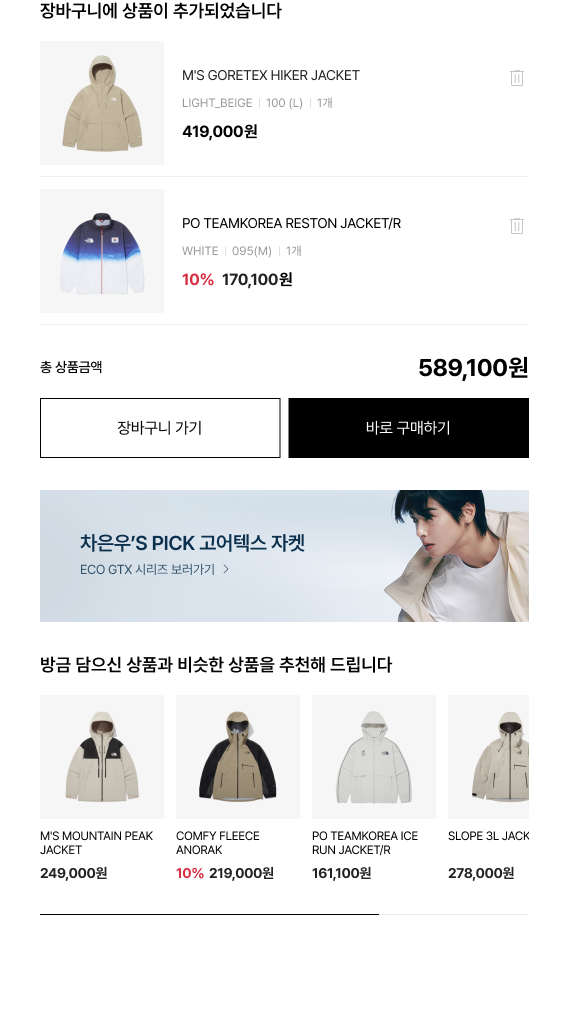 장바구니에 상품이 추가되었습니다
M'S GORETEX HIKER JACKET
LIGHT_BEIGE | 100 (L) | 1개
419,000원
PO TEAMKOREA RESTON JACKET/R
WHITE | 095(M) | 1개
10% 170,100원
총 상품금액 589,100원
장바구니 가기 바로 구매하기
차은우’S PICK 고어텍스 자켓
ECO GTX 시리즈 보러가기 >
방금 담으신 상품과 비슷한 상품을 추천해 드립니다
M'S MOUNTAIN PEAK
JACKET
249,000원
COMFY FLEECE
ANORAK
10% 219,000원
PO TEAMKOREA ICE
RUN JACKET/R
161,100원
SLOPE 3L JACK
278,000원